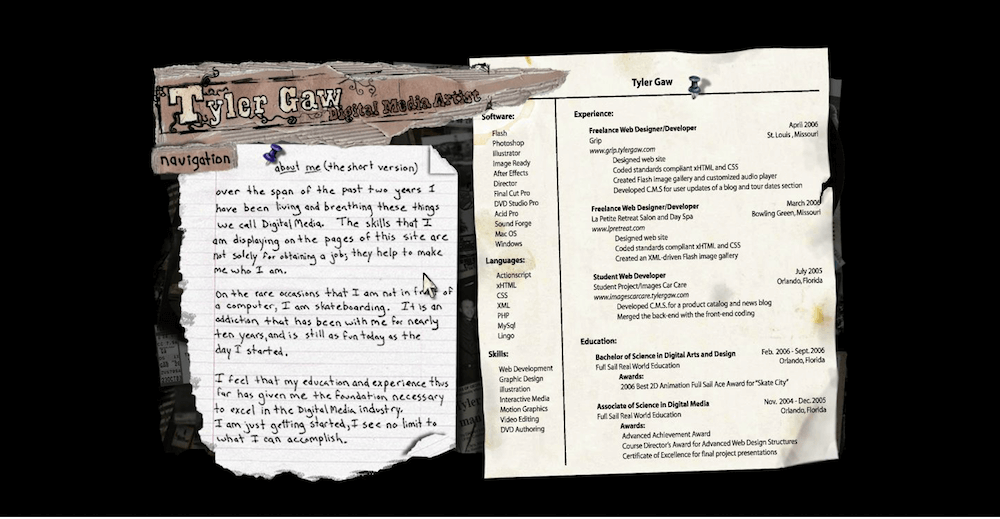 Tyler Gaw
Digital Media Artist
navigation
about me (the short version)
over the span of the past two years I
have been living and breathing these things
we call Digital Media. The skills that I
am displaying on the pages of this site are
not solely for obtaining a job, they help to make
me who I am.
On the rare occasions that I am not in front of
a computer, I am skateboarding. It is an
addiction that has been with me for nearly
ten years, and is still as fun today as the
day I started.
I feel that my education and experience thus
far has given me the foundation necessary
to excel in the Digital Media industry.
I am just getting started, I see no limit to
what I can accomplish.
Tyler Gaw
Software:
Flash
Photoshop
Illustrator
Image Ready
After Effects
Director
Final Cut Pro
DVD Studio Pro
Acid Pro
Sound Forge
Mac OS
Windows
Languages:
Actionscript
xHTML
CSS
XML
PHP
MySql
Lingo
Skills:
Web Development
Graphic Design
illustration
Interactive Media
Motion Graphics
Video Editing
DVD Authoring
Experience:
Freelance Web Designer/Developer April 2006
Grip St. Louis, Missouri
www.grip.tylergaw.com
Designed web site
Coded standards compliant xHTML and CSS
Created Flash image gallery and customized audio player
Developed C.M.S for user updates of a blog and tour dates section
Freelance Web Designer/Developer March 2006
La Petite Retreat Salon and Day Spa Bowling Green, Missouri
www.lpretreat.com
Designed web site
Coded standards compliant xHTML and CSS
Created an XML-driven Flash image gallery
Student Web Developer July 2005
Student Project/Images Car Care Orlando, Florida
www.imagescarcare.tylergaw.com
Developed C.M.S. for a product catalog and news blog
Merged the back-end with the front-end coding
Education:
Bachelor of Science in Digital Arts and Design Feb. 2006 - Sept. 2006
Full Sail Real World Education Orlando, Florida
Awards:
2006 Best 2D Animation Full Sail Ace Award for "Skate City"
Associate of Science in Digital Media Nov. 2004 - Dec. 2005
Full Sail Real World Education Orlando, Florida
Awards:
Advanced Achievement Award
Course Director's Award for Advanced Web Design Structures
Certificate of Excellence for final project presentations